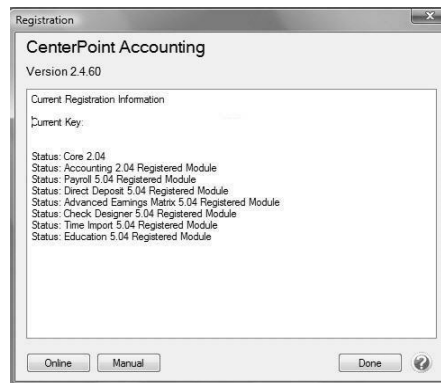 Registration
CenterPoint Accounting
Version 2.4.60
Current Registration Information
Current Key:
Status: Core 2.04
Status: Accounting 2.04 Registered Module
Status: Payroll 5.04 Registered Module
Status: Direct Deposit 5.04 Registered Module
Status: Advanced Earnings Matrix 5.04 Registered Module
Status: Check Designer 5.04 Registered Module
Status: Time Import 5.04 Registered Module
Status: Education 5.04 Registered Module
Online Manual Done ?